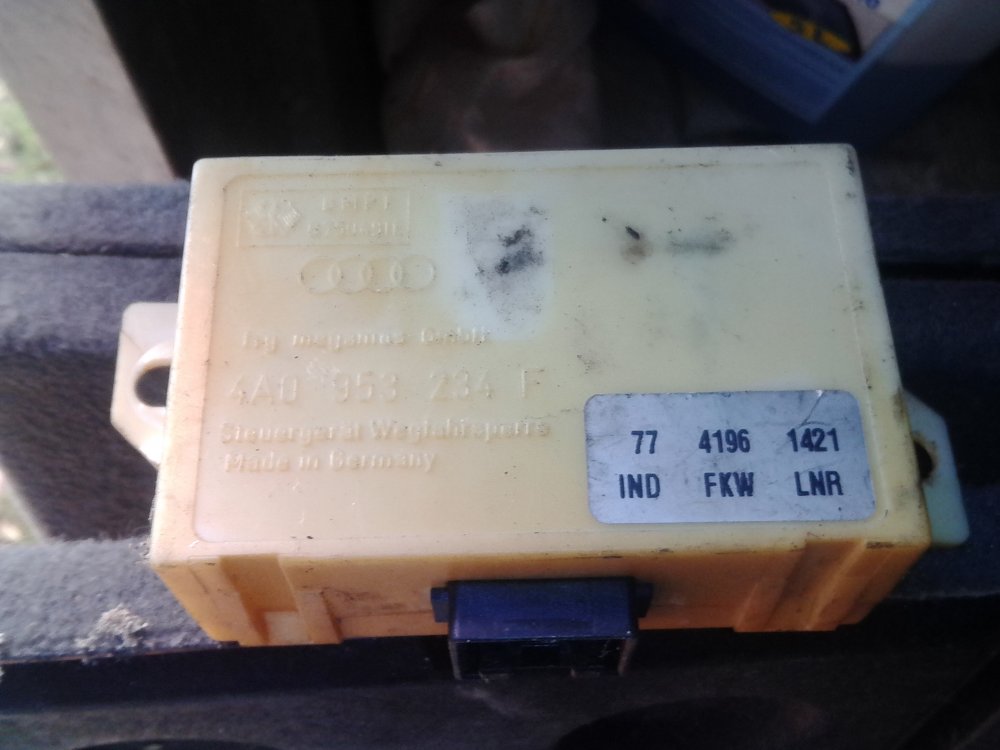 4A0 953 234 F
Steuergerät Wegfahrsperre
Made in Germany
77 4196 1421
IND FKW LNR